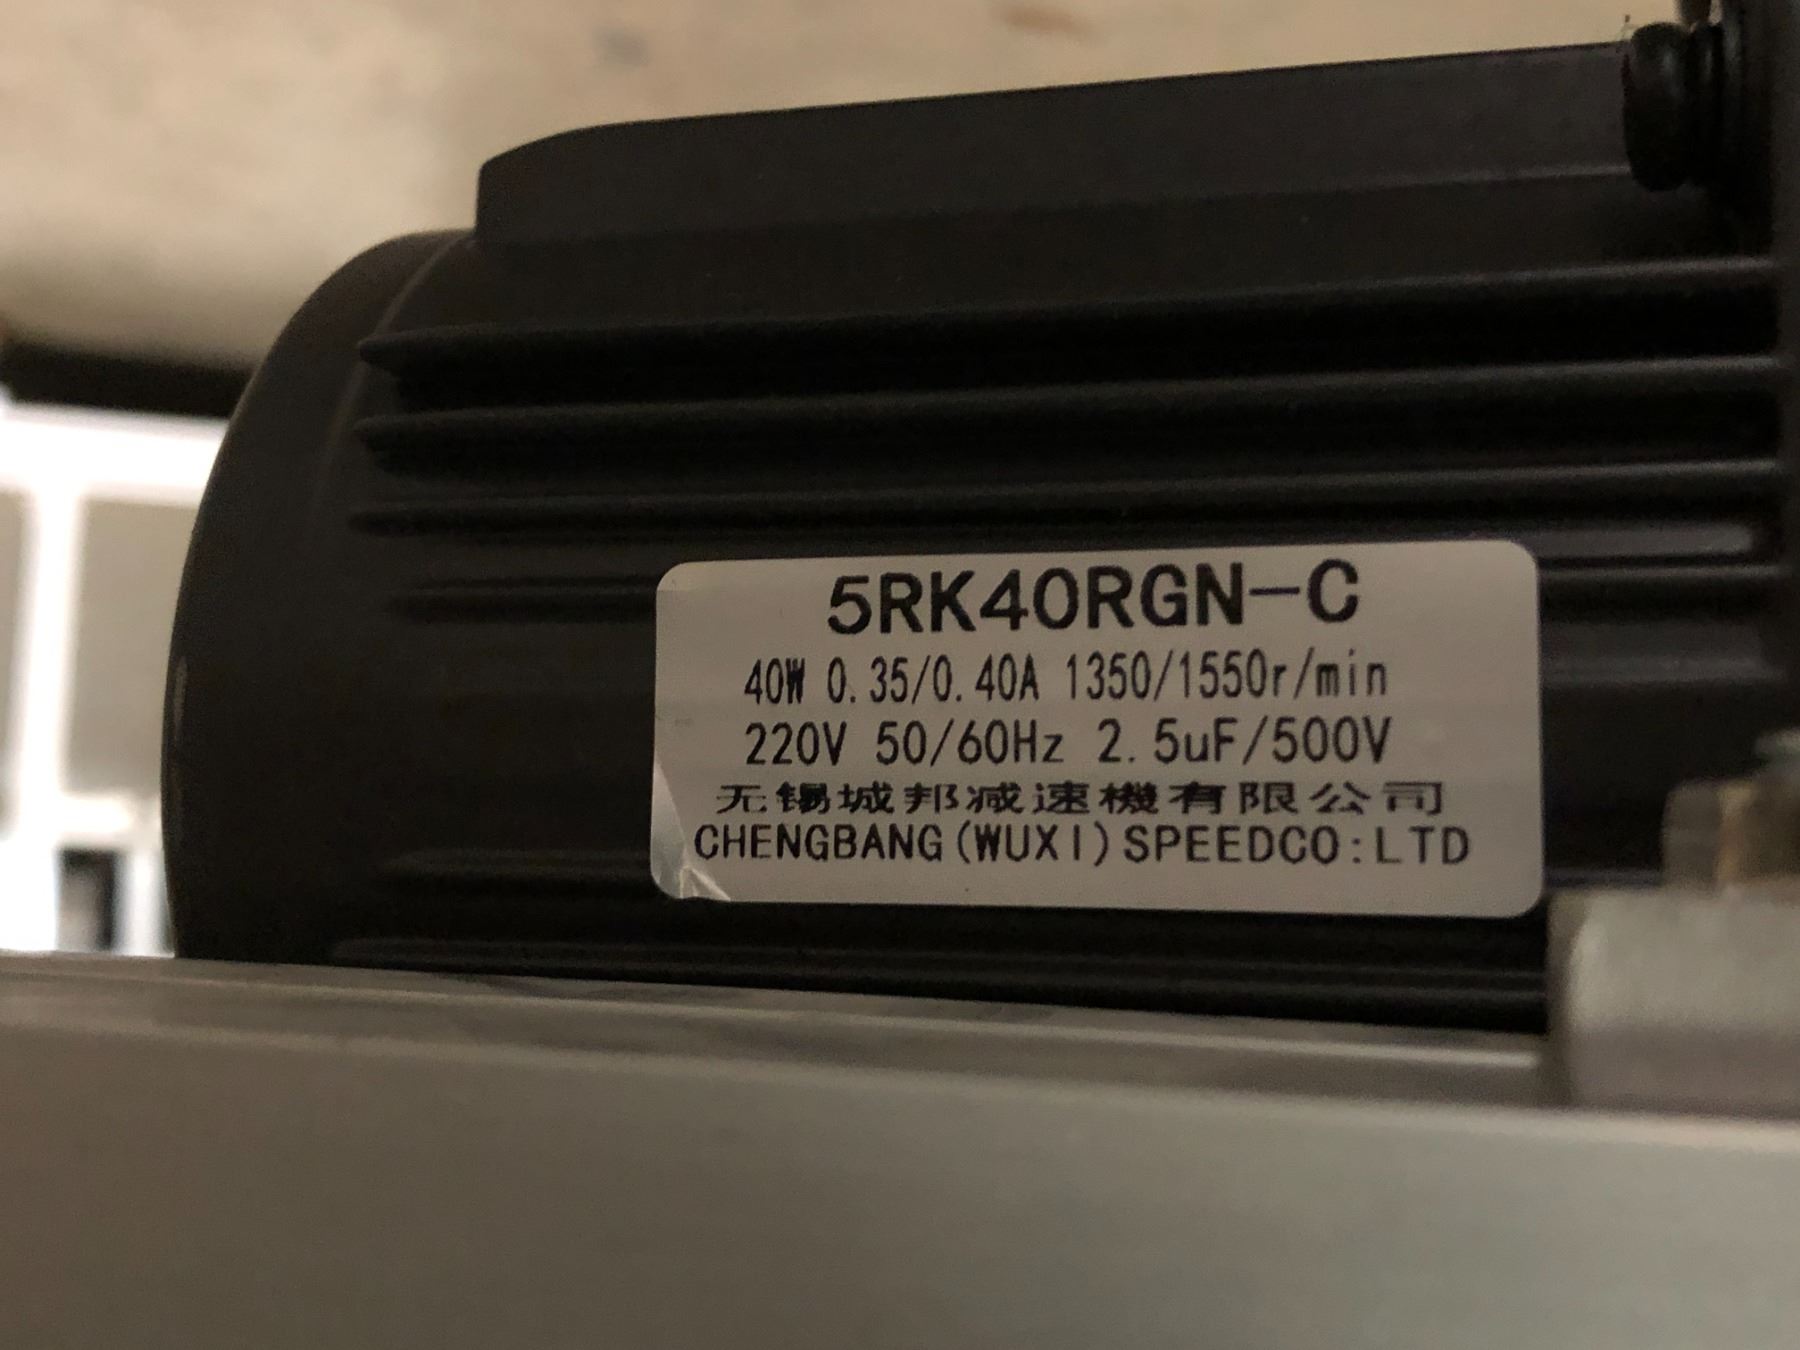 5RK40RGN-C
40W 0.35/0.40A 1350/1550r/min
220V 50/60Hz 2.5uF/500V
无锡城邦减速機有限公司
CHENGBANG(WUXI)SPEEDCO:LTD